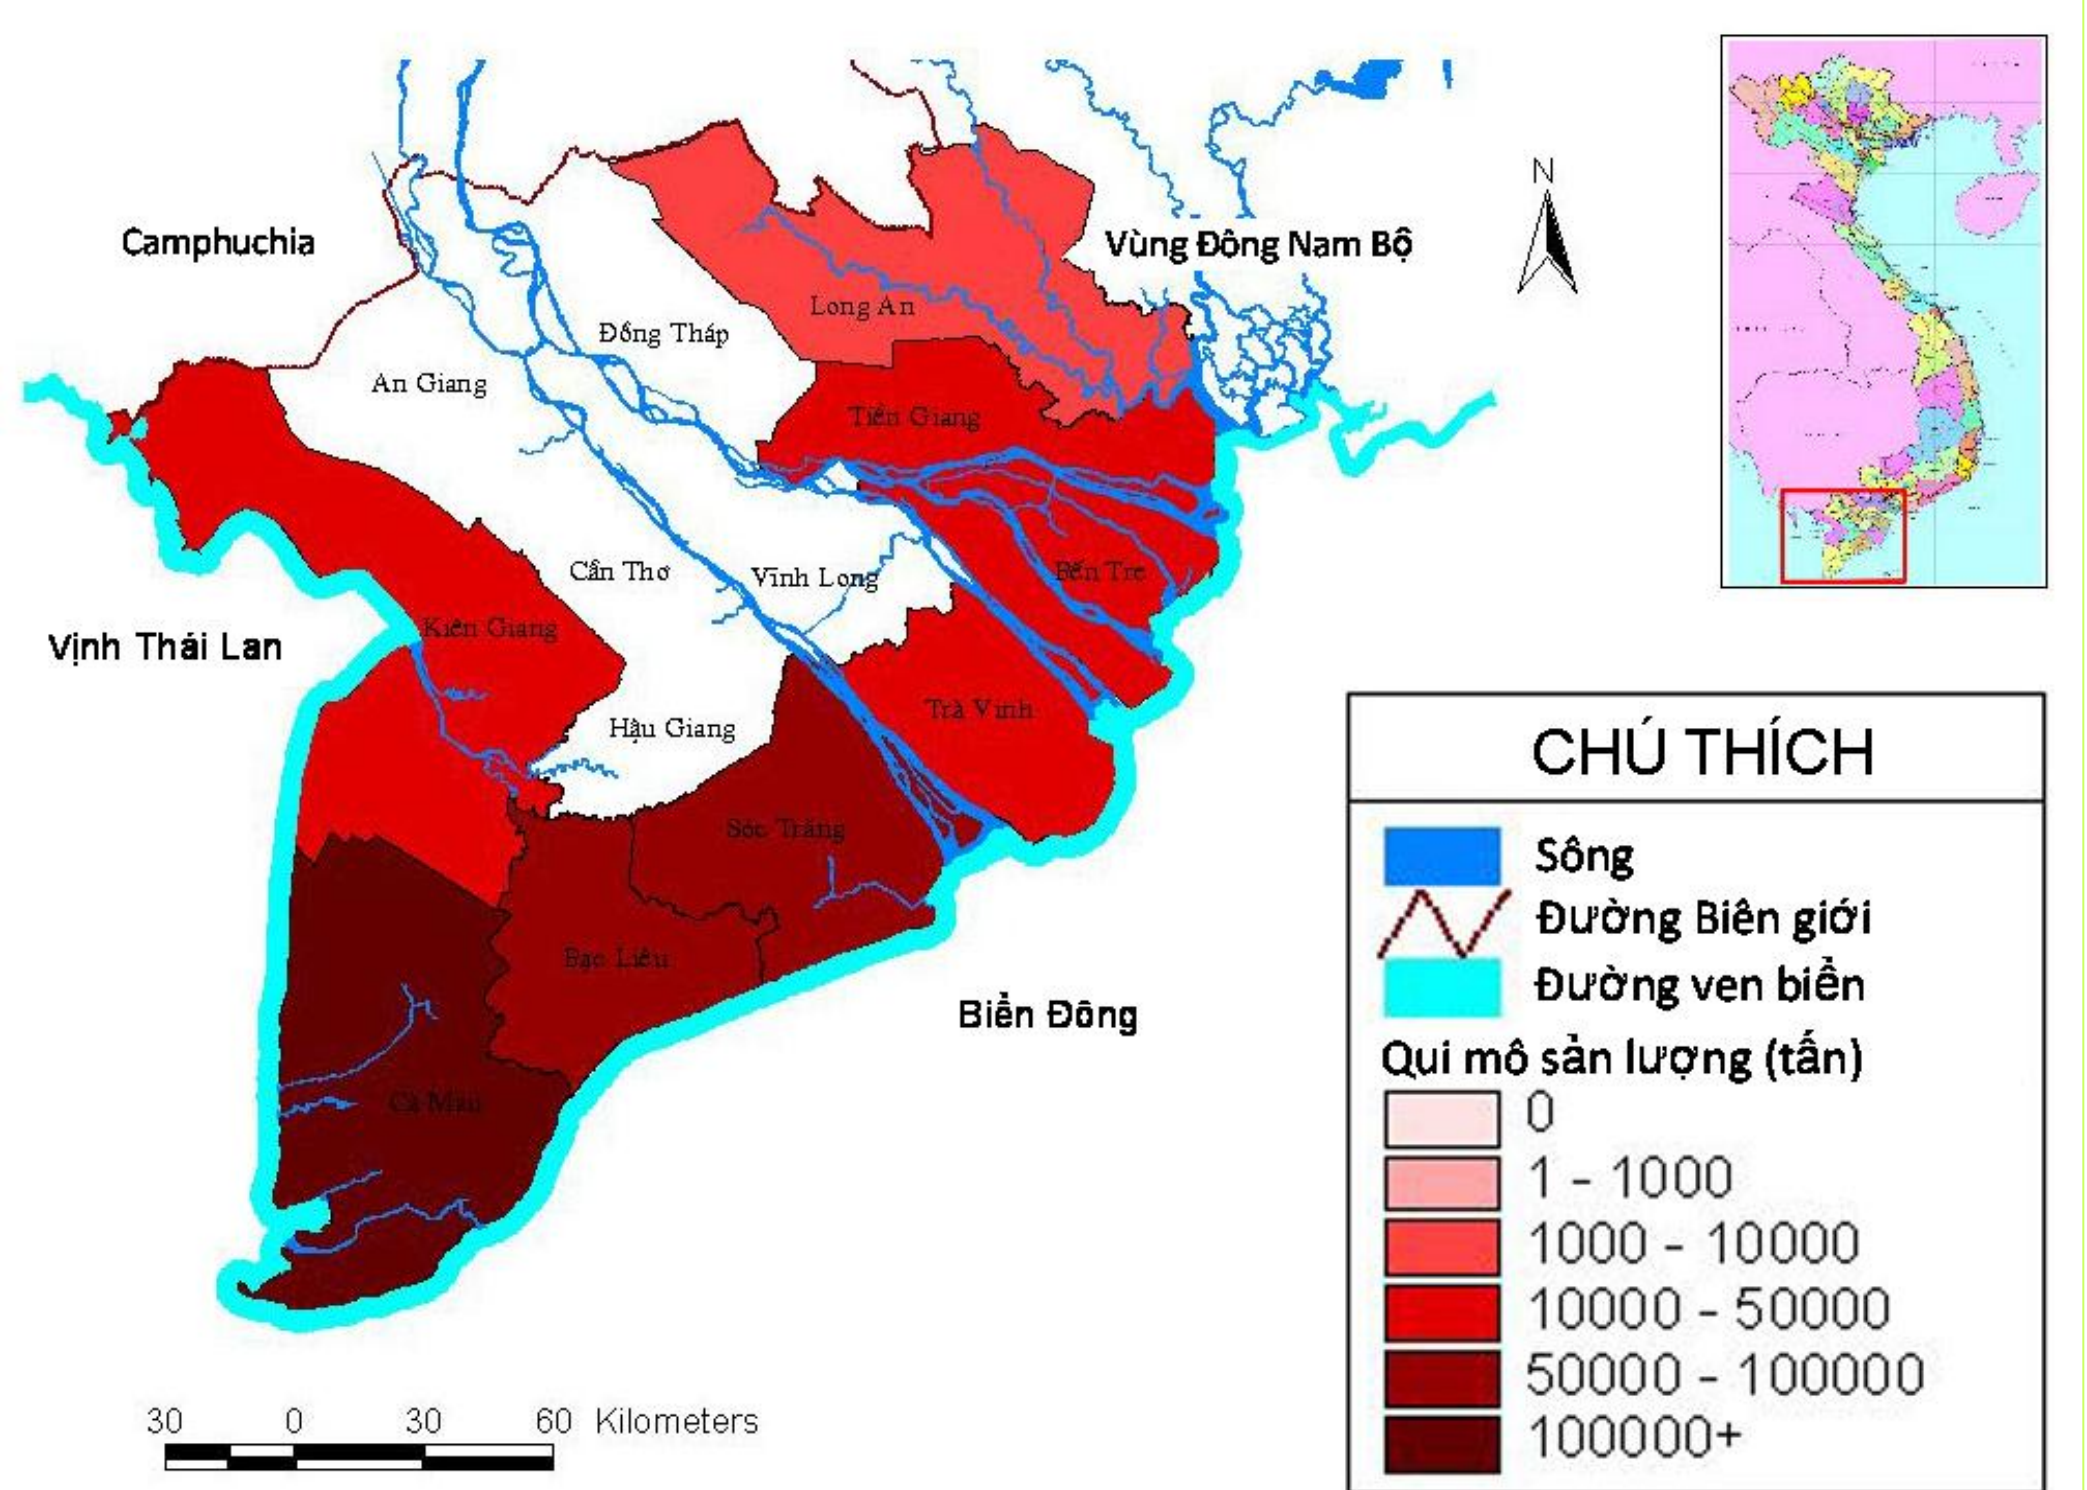 N
Camphuchia
Vùng Đông Nam Bộ
Long An
Đồng Tháp
An Giang
Tiền Giang
Cần Thơ
Vĩnh Long
Bến Tre
Kiên Giang
Vịnh Thái Lan
Trà Vinh
Hậu Giang
Sóc Trăng
Bạc Liêu
Biển Đông
Cà Mau
CHÚ THÍCH
Sông
Đường Biên giới
Đường ven biển
Qui mô sản lượng (tấn)
0
1 - 1000
1000 - 10000
10000 - 50000
50000 - 100000
100000+
30 0 30 60 Kilometers